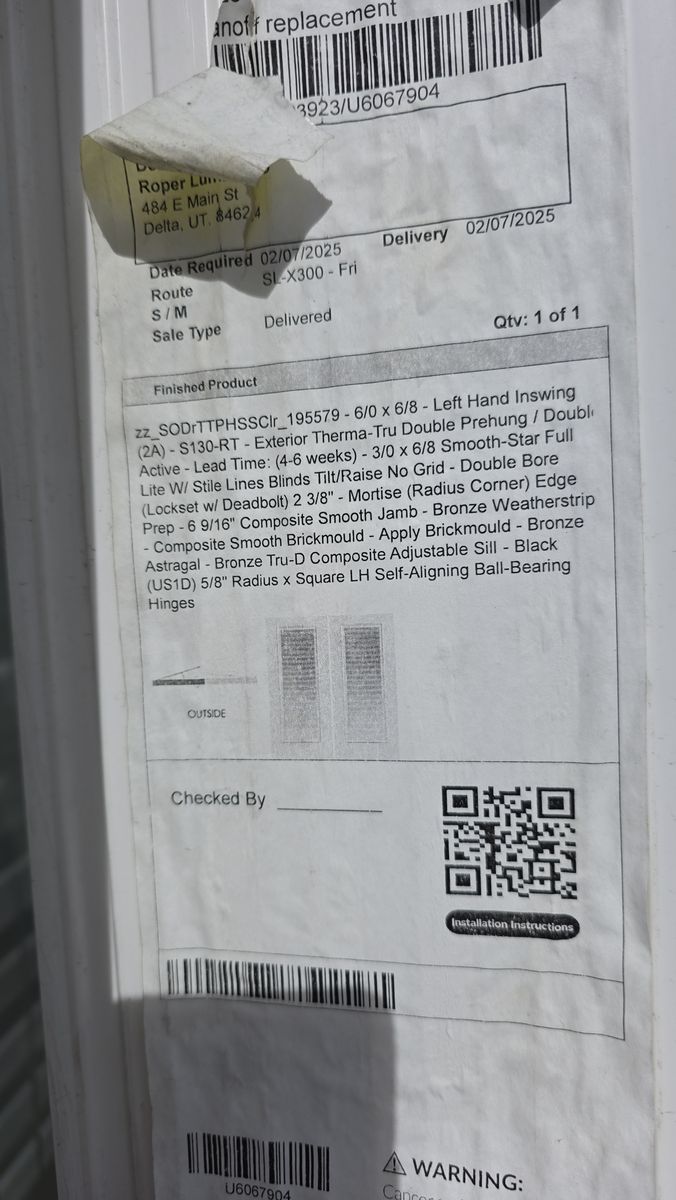 replacement
3923/U6067904
Roper
484 E Main St
Delta, UT. 84624
Date Required 02/07/2025 Delivery 02/07/2025
Route SL-X300 - Fri
S / M
Sale Type Delivered
Qty: 1 of 1
Finished Product
zz_SODrTTPHSSClr_195579 - 6/0 x 6/8 - Left Hand Inswing
(2A) - S130-RT - Exterior Therma-Tru Double Prehung / Doubl
Active - Lead Time: (4-6 weeks) - 3/0 x 6/8 Smooth-Star Full
Lite W/ Stile Lines Blinds Tilt/Raise No Grid - Double Bore
(Lockset w/ Deadbolt) 2 3/8" - Mortise (Radius Corner) Edge
Prep - 6 9/16" Composite Smooth Jamb - Bronze Weatherstrip
- Composite Smooth Brickmould - Apply Brickmould - Bronze
Astragal - Bronze Tru-D Composite Adjustable Sill - Black
(US1D) 5/8" Radius x Square LH Self-Aligning Ball-Bearing
Hinges
OUTSIDE
Checked By
Installation Instructions
U6067904
WARNING: